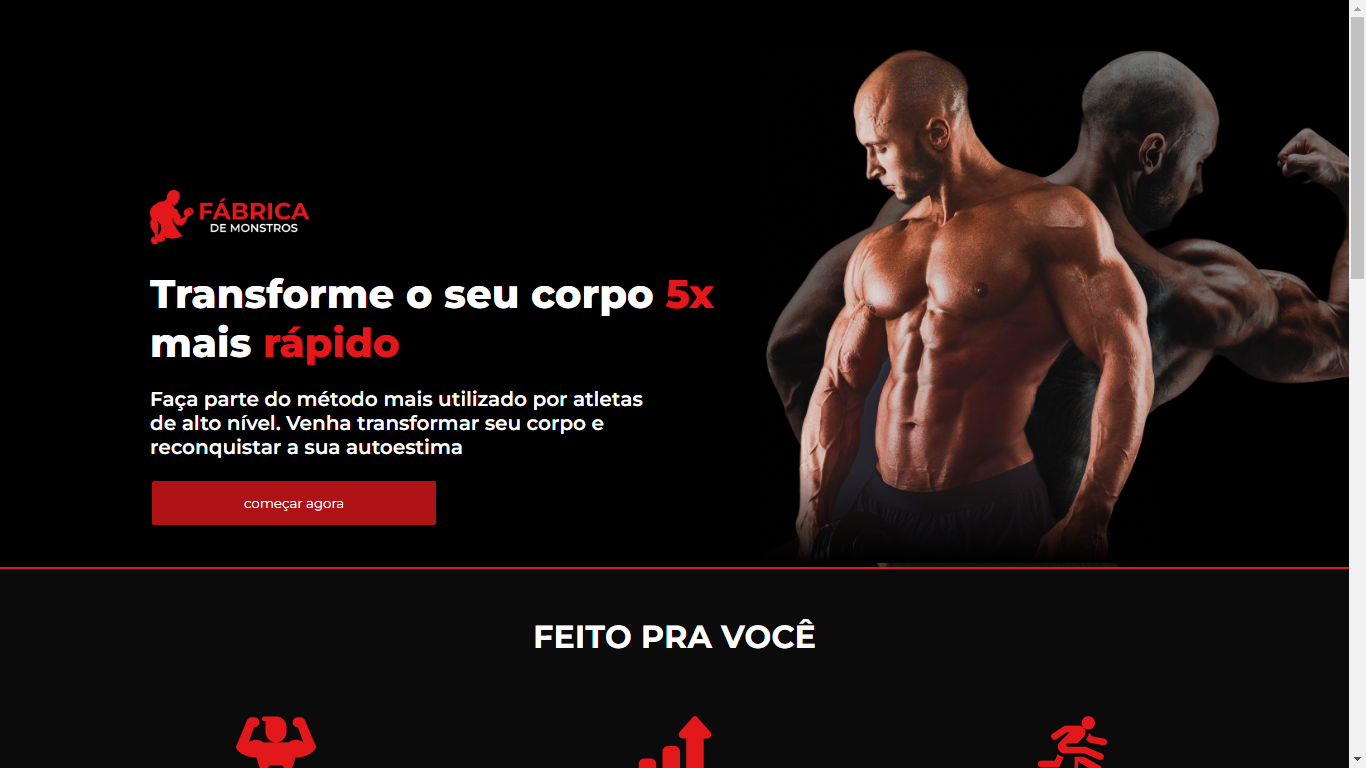 FÁBRICA
DE MONSTROS
Transforme o seu corpo 5x
mais rápido
Faça parte do método mais utilizado por atletas
de alto nível. Venha transformar seu corpo e
reconquistar a sua autoestima
começar agora
FEITO PRA VOCÊ